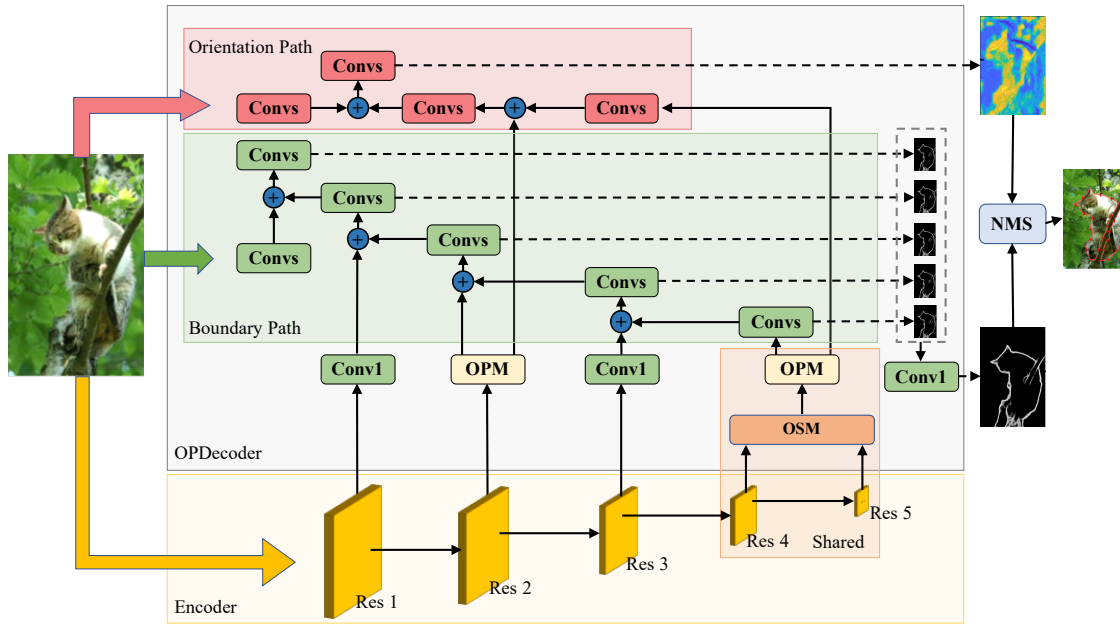 Orientation Path
Convs
Convs
Convs
Convs
Convs
Convs
Convs
Convs
Convs
Convs
Boundary Path
NMS
Conv1
OPM
Conv1
OPM
Conv1
OSM
OPDecoder
Res 5
Res 4
Shared
Res 3
Res 2
Res 1
Encoder